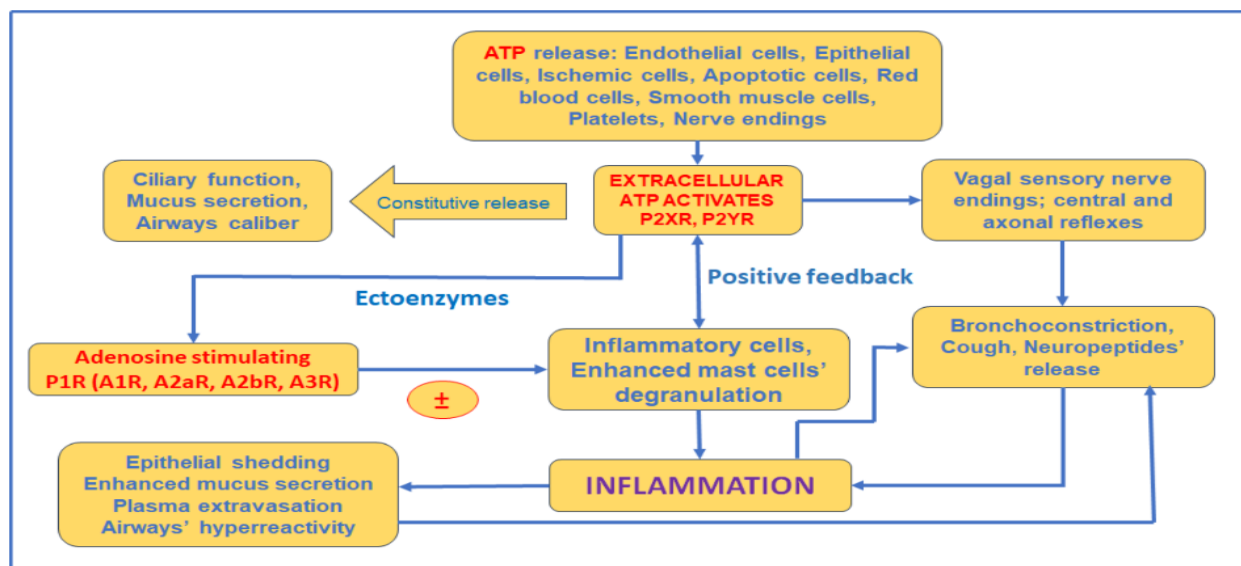 ATP release: Endothelial cells, Epithelial
cells, Ischemic cells, Apoptotic cells, Red
blood cells, Smooth muscle cells,
Platelets, Nerve endings
Ciliary function,
Mucus secretion,
Airways caliber
Constitutive release
EXTRACELLULAR
ATP ACTIVATES
P2XR, P2YR
Vagal sensory nerve
endings; central and
axonal reflexes
Ectoenzymes
Positive feedback
Adenosine stimulating
P1R (A1R, A2aR, A2bR, A3R)
±
Inflammatory cells,
Enhanced mast cells’
degranulation
Bronchoconstriction,
Cough, Neuropeptides’
release
Epithelial shedding
Enhanced mucus secretion
Plasma extravasation
Airways’ hyperreactivity
INFLAMMATION